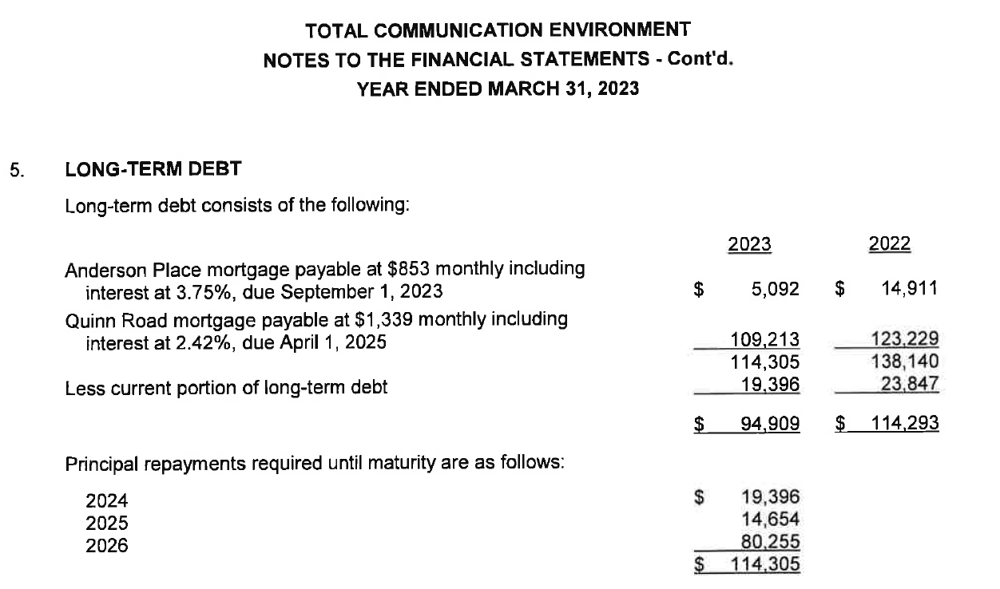 TOTAL COMMUNICATION ENVIRONMENT
NOTES TO THE FINANCIAL STATEMENTS - Cont'd.
YEAR ENDED MARCH 31, 2023
5. LONG-TERM DEBT
Long-term debt consists of the following:
2023 2022
Anderson Place mortgage payable at $853 monthly including
interest at 3.75%, due September 1, 2023 $ 5,092 $ 14,911
Quinn Road mortgage payable at $1,339 monthly including
interest at 2.42%, due April 1, 2025 109,213 123,229
114,305 138,140
Less current portion of long-term debt 19,396 23,847
$ 94,909 $ 114,293
Principal repayments required until maturity are as follows:
2024 $ 19,396
2025 14,654
2026 80,255
$ 114,305